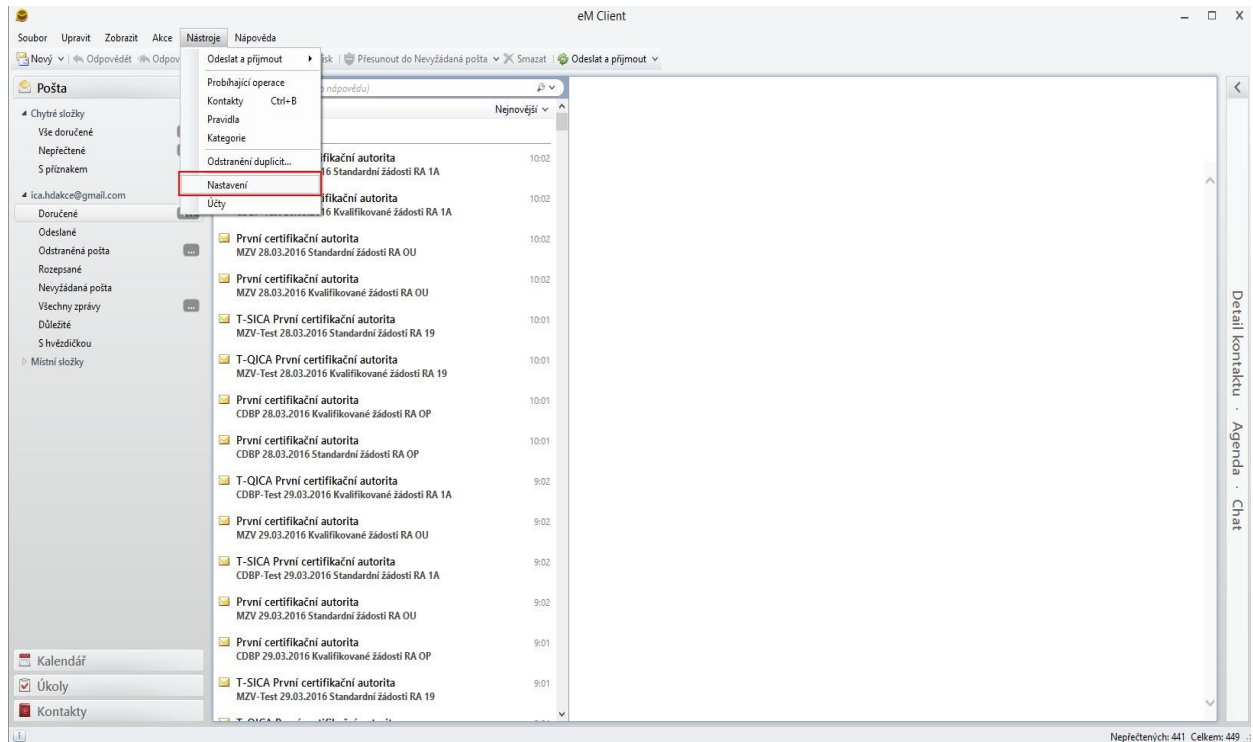 eM Client
Soubor Upravit Zobrazit Akce Nástroje Nápověda
Nový Odpovědět Přesunout do Nevyžádaná pošta Smazat Odeslat a přijmout
Odeslat a přijmout
Probíhající operace
Kontakty Ctrl+B
Pravidla
Kategorie
Odstranění duplicit...
Nastavení
Účty
Pošta
Chytré složky
Vše doručené
Nepřečtené
S příznakem
ica.hdakce@gmail.com
Doručené
Odeslané
Odstraněná pošta
Rozepsané
Nevyžádaná pošta
Všechny zprávy
Důležité
S hvězdičkou
Místní složky
Kalendář
Úkoly
Kontakty
nápovědu)
Nejnovější
autorita 10:02
Standardní žádosti RA 1A
autorita 10:02
Kvalifikované žádosti RA 1A
První certifikační autorita 10:02
MZV 28.03.2016 Standardní žádosti RA OU
První certifikační autorita 10:02
MZV 28.03.2016 Kvalifikované žádosti RA OU
T-SICA První certifikační autorita 10:01
MZV-Test 28.03.2016 Standardní žádosti RA 19
T-QICA První certifikační autorita 10:01
MZV-Test 28.03.2016 Kvalifikované žádosti RA 19
První certifikační autorita 10:01
CDBP 28.03.2016 Kvalifikované žádosti RA OP
První certifikační autorita 10:01
CDBP 28.03.2016 Standardní žádosti RA OP
T-QICA První certifikační autorita 9:02
CDBP-Test 29.03.2016 Kvalifikované žádosti RA 1A
První certifikační autorita 9:02
MZV 29.03.2016 Kvalifikované žádosti RA OU
T-SICA První certifikační autorita 9:02
CDBP-Test 29.03.2016 Standardní žádosti RA 1A
První certifikační autorita 9:02
MZV 29.03.2016 Standardní žádosti RA OU
První certifikační autorita 9:01
CDBP 29.03.2016 Kvalifikované žádosti RA OP
T-SICA První certifikační autorita 9:01
MZV-Test 29.03.2016 Standardní žádosti RA 19
Detail kontaktu · Agenda · Chat
Nepřečtených: 441 Celkem: 449